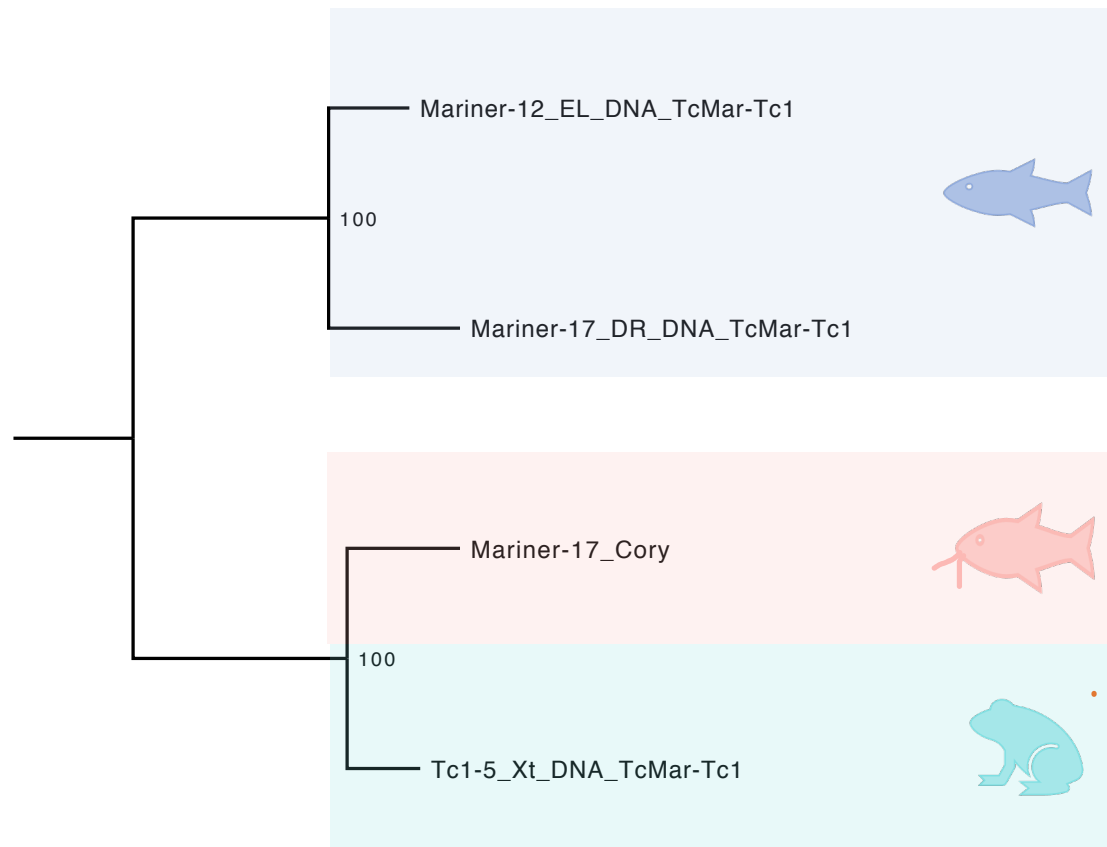 Mariner-12_EL_DNA_TcMar-Tc1
100
Mariner-17_DR_DNA_TcMar-Tc1
Mariner-17_Cory
100
Tc1-5_Xt_DNA_TcMar-Tc1